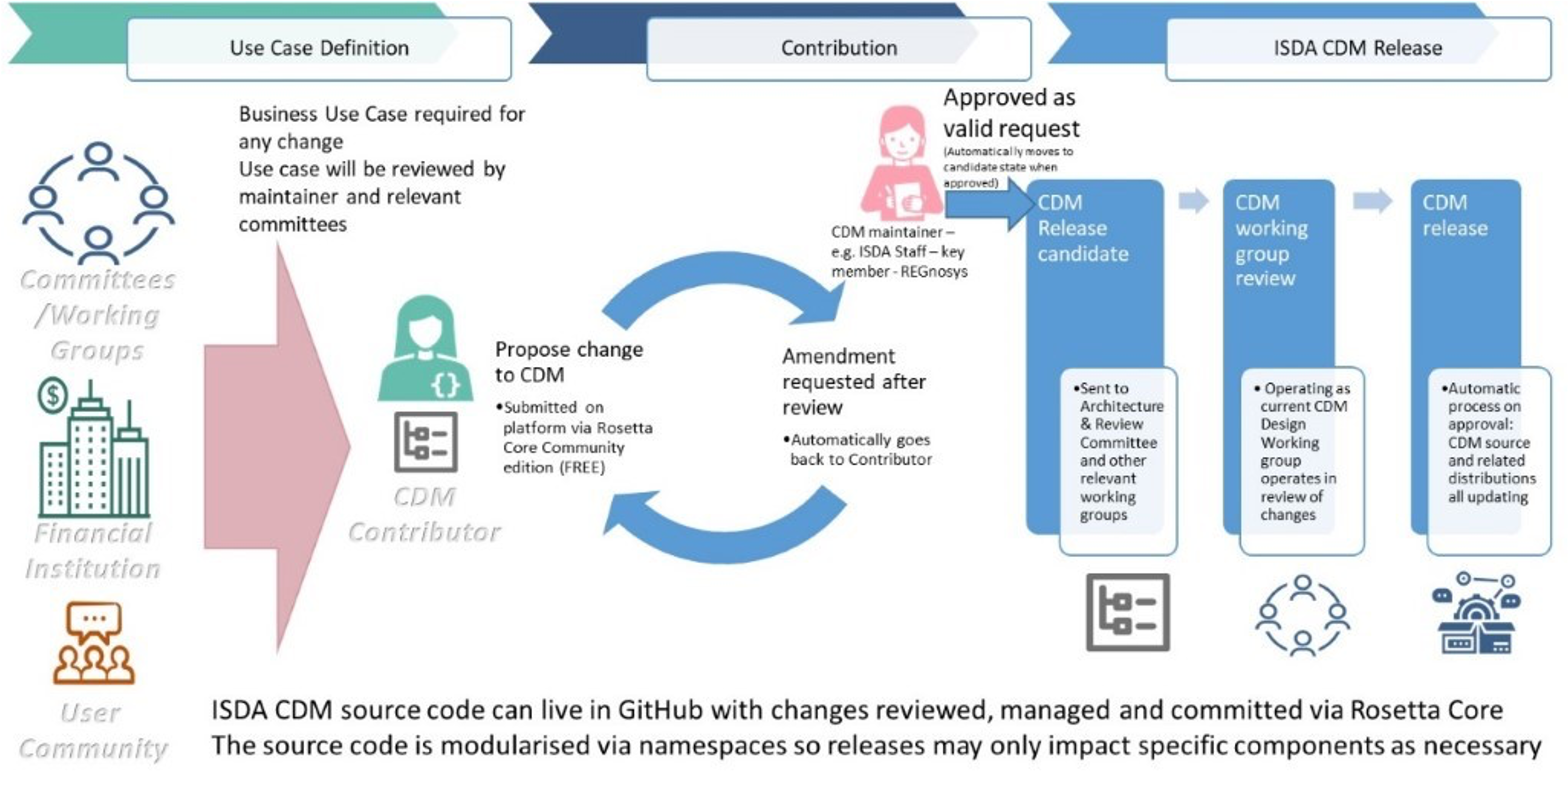 Use Case Definition
Contribution
ISDA CDM Release
Business Use Case required for
any change
Use case will be reviewed by
maintainer and relevant
committees
Committees
/Working
Groups
$
Financial
Institution
User
Community
{}
CDM
Contributor
Propose change
to CDM
•Submitted on
platform via Rosetta
Core Community
edition (FREE)
Amendment
requested after
review
•Automatically goes
back to Contributor
CDM maintainer –
e.g. ISDA Staff – key
member - REGnosys
Approved as
valid request
(Automatically moves to
candidate state when
approved)
CDM
Release
candidate
•Sent to
Architecture
& Review
Committee
and other
relevant
working
groups
CDM
working
group
review
• Operating as
current CDM
Design
Working
group
operates in
review of
changes
CDM
release
•Automatic
process on
approval:
CDM source
and related
distributions
all updating
ISDA CDM source code can live in GitHub with changes reviewed, managed and committed via Rosetta Core
The source code is modularised via namespaces so releases may only impact specific components as necessary